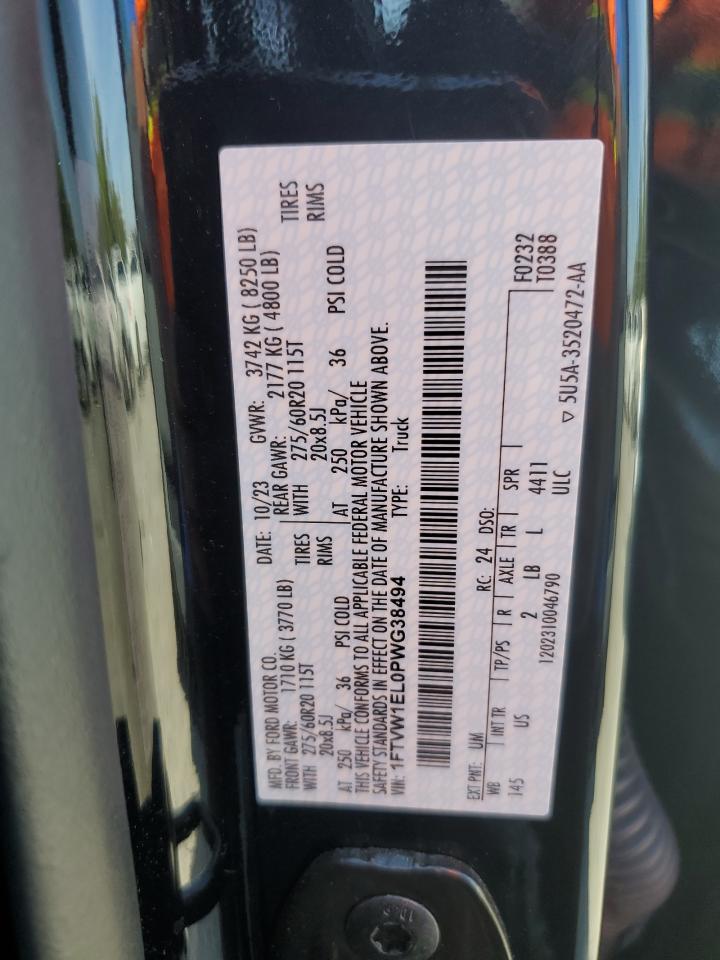 MFD. BY FORD MOTOR CO.
DATE: 10/23 GVWR: 3742 KG ( 8250 LB)
FRONT GAWR: 1710 KG ( 3770 LB) REAR GAWR: 2177 KG ( 4800 LB)
WITH 275/60R20 115T TIRES WITH 275/60R20 115T TIRES
20x8.5J RIMS 20x8.5J RIMS
AT 250 kPa/ 36 PSI COLD AT 250 kPa/ 36 PSI COLD
THIS VEHICLE CONFORMS TO ALL APPLICABLE FEDERAL MOTOR VEHICLE
SAFETY STANDARDS IN EFFECT ON THE DATE OF MANUFACTURE SHOWN ABOVE.
VIN: 1FTVW1EL0PWG38494 TYPE: Truck
EXT PNT: UM RC: 24 DSO: F0232
WB INT TR TP/PS R AXLE TR SPR T0388
145 US 2 LB L 4411
1202310046790 ULC ▽ 5U5A-3520472-AA